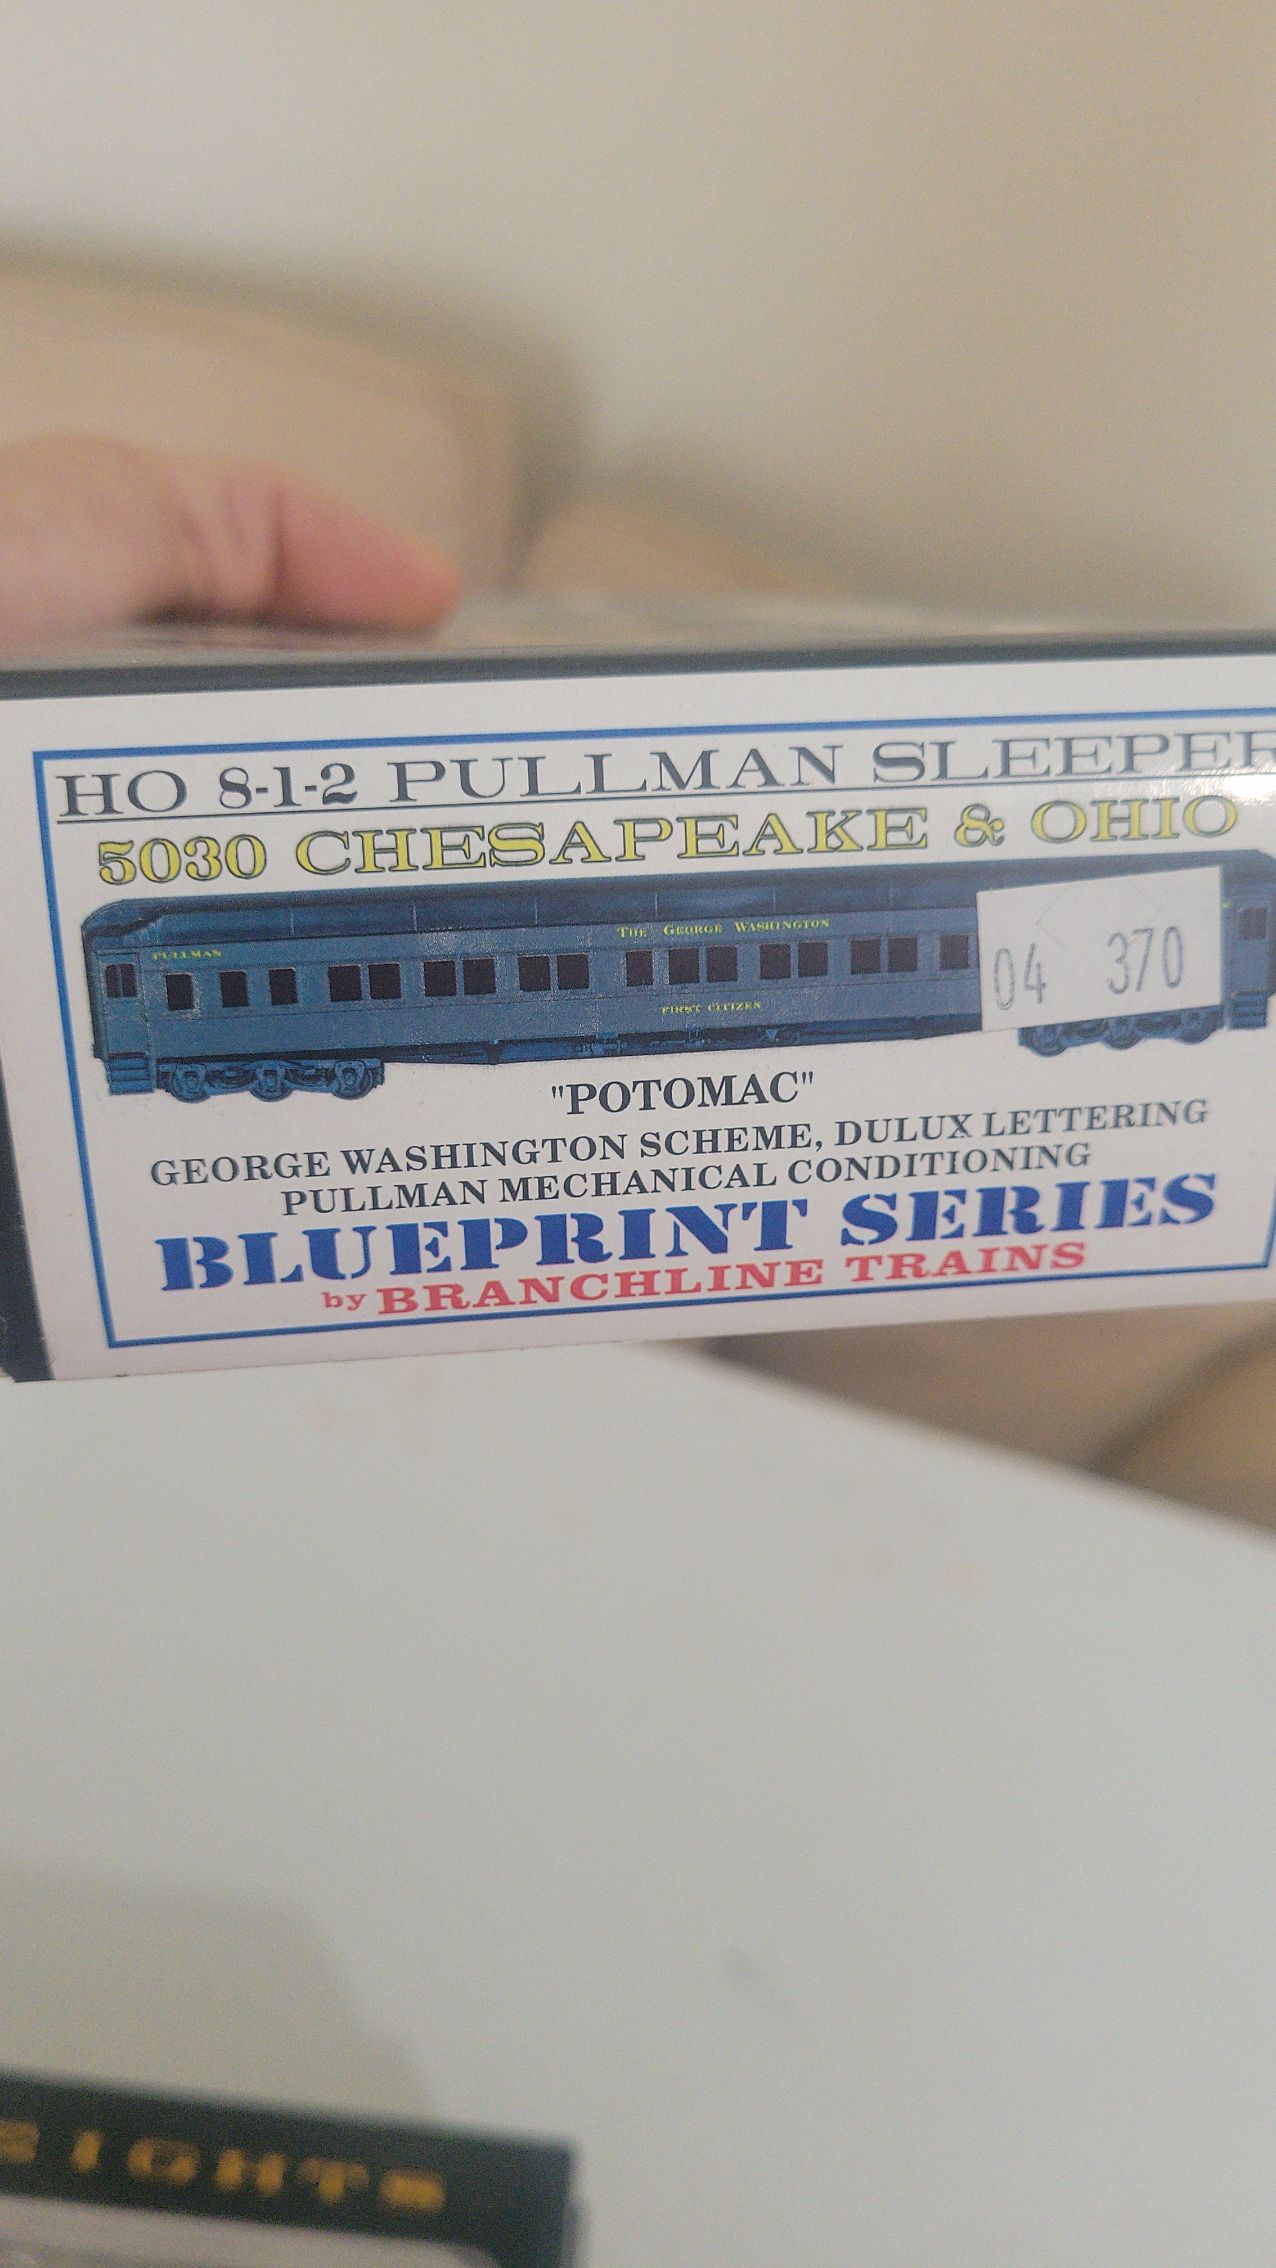 HO 8-1-2 PULLMAN SLEEPER
5030 CHESAPEAKE & OHIO
PULLMAN
THE GEORGE WASHINGTON
FIRST CITIZEN
04 370
"POTOMAC"
GEORGE WASHINGTON SCHEME, DULUX LETTERING
PULLMAN MECHANICAL CONDITIONING
BLUEPRINT SERIES
by BRANCHLINE TRAINS
IGHTS